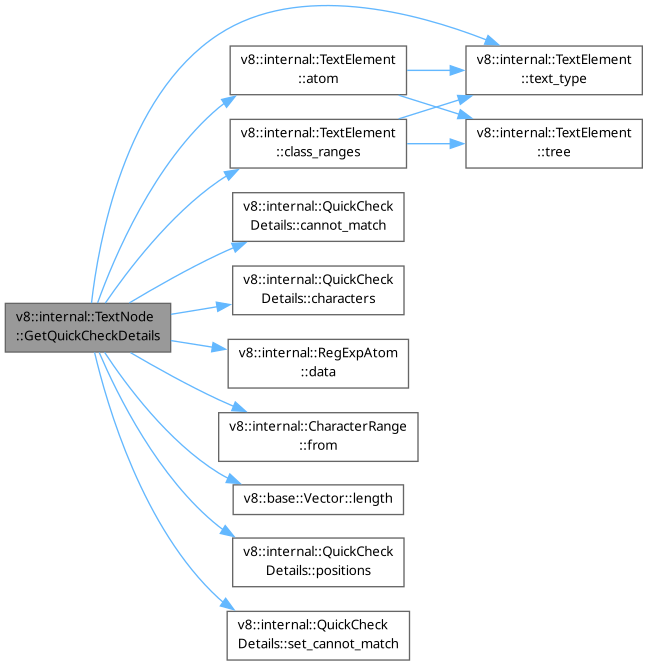 v8::internal::TextNode
::GetQuickCheckDetails
v8::internal::TextElement
::atom
v8::internal::TextElement
::class_ranges
v8::internal::QuickCheck
Details::cannot_match
v8::internal::QuickCheck
Details::characters
v8::internal::RegExpAtom
::data
v8::internal::CharacterRange
::from
v8::base::Vector::length
v8::internal::QuickCheck
Details::positions
v8::internal::QuickCheck
Details::set_cannot_match
v8::internal::TextElement
::text_type
v8::internal::TextElement
::tree